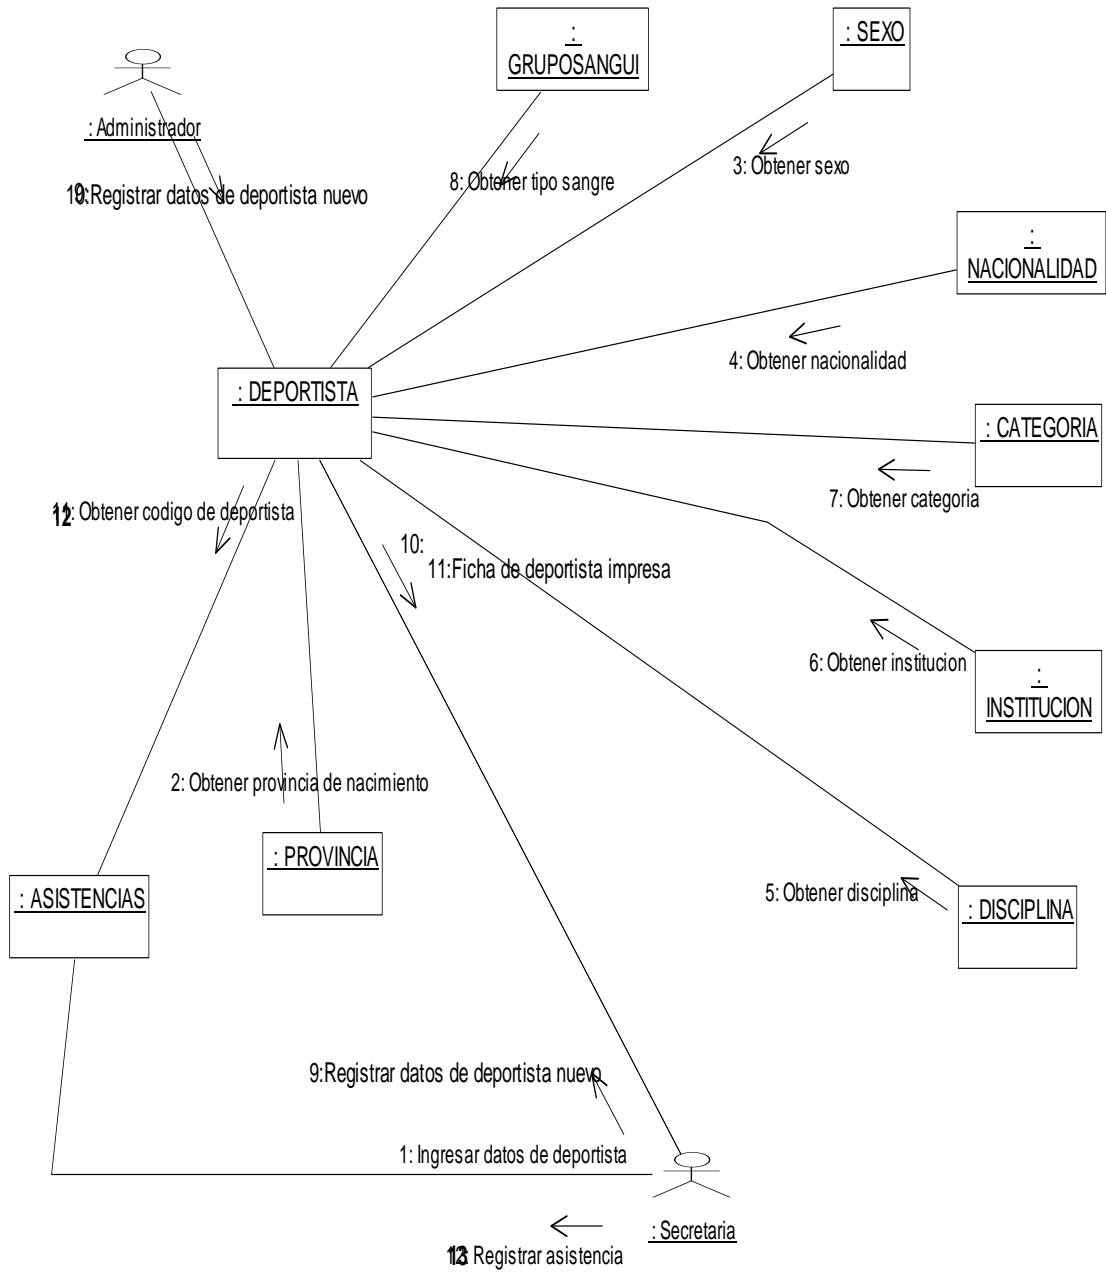 :
GRUPOSANGUI
: SEXO
: Administrador
Registrar datos de deportista nuevo
8: Obtener tipo sangre
3: Obtener sexo
:
NACIONALIDAD
4: Obtener nacionalidad
: DEPORTISTA
: CATEGORIA
7: Obtener categoria
: Obtener codigo de deportista
10:
11:Ficha de deportista impresa
6: Obtener institucion
:
INSTITUCION
2: Obtener provincia de nacimiento
: PROVINCIA
: ASISTENCIAS
5: Obtener disciplina
: DISCIPLINA
9:Registrar datos de deportista nuevo
1: Ingresar datos de deportista
: Secretaria
Registrar asistencia